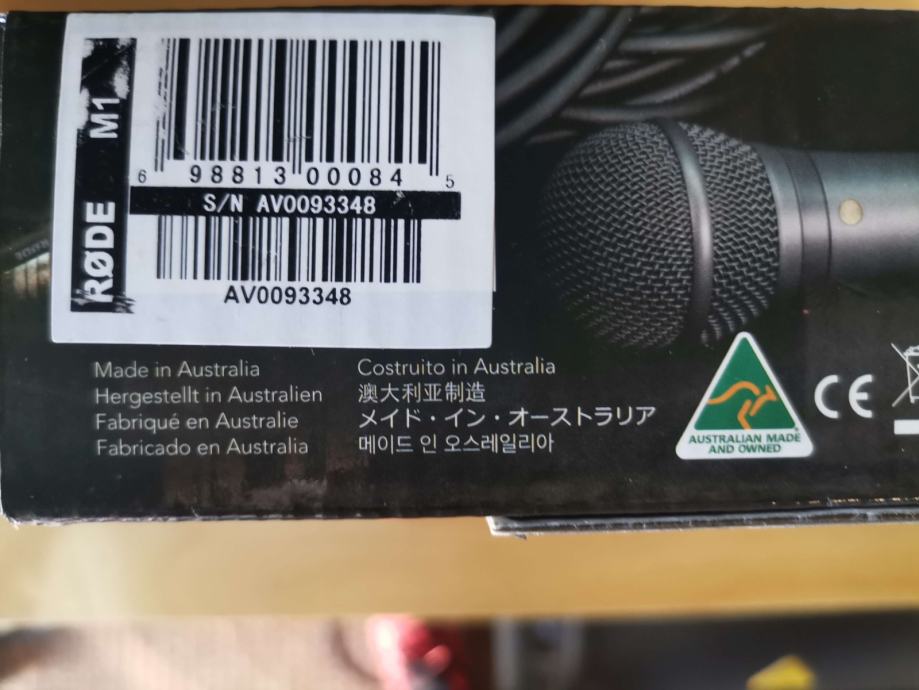 RØDE M1
6 98813 00084 5
S/N AV0093348
AV0093348
Made in Australia
Hergestellt in Australien
Fabriqué en Australie
Fabricado en Australia
Costruito in Australia
澳大利亚制造
メイド・イン・オーストラリア
메이드 인 오스레일리아
AUSTRALIAN MADE
AND OWNED
CE